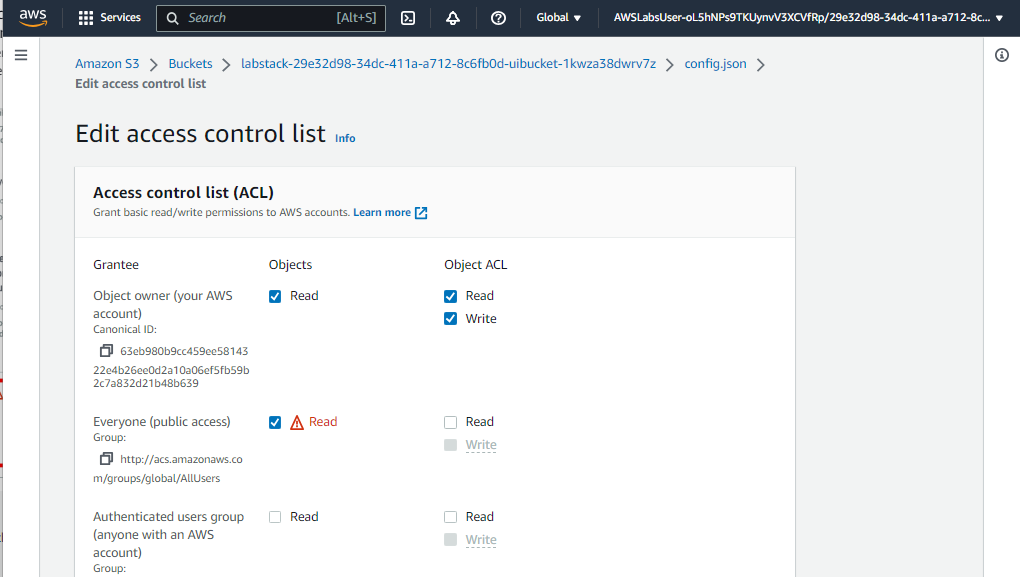 aws Services Search [Alt+S] Global AWSLabsUser-oL5hNPs9TKUynvV3XCVfRp/29e32d98-34dc-411a-a712-8c...
Amazon S3 > Buckets > labstack-29e32d98-34dc-411a-a712-8c6fb0d-uibucket-1kwza38dwrv7z > config.json >
Edit access control list
Edit access control list Info
Access control list (ACL)
Grant basic read/write permissions to AWS accounts. Learn more
Grantee Objects Object ACL
Object owner (your AWS Read Read
account) Write
Canonical ID:
63eb980b9cc459ee58143
22e4b26ee0d2a10a06ef5fb59b
2c7a832d21b48b639
Everyone (public access) Read Read
Group: Write
http://acs.amazonaws.co
m/groups/global/AllUsers
Authenticated users group Read Read
(anyone with an AWS Write
account)
Group: